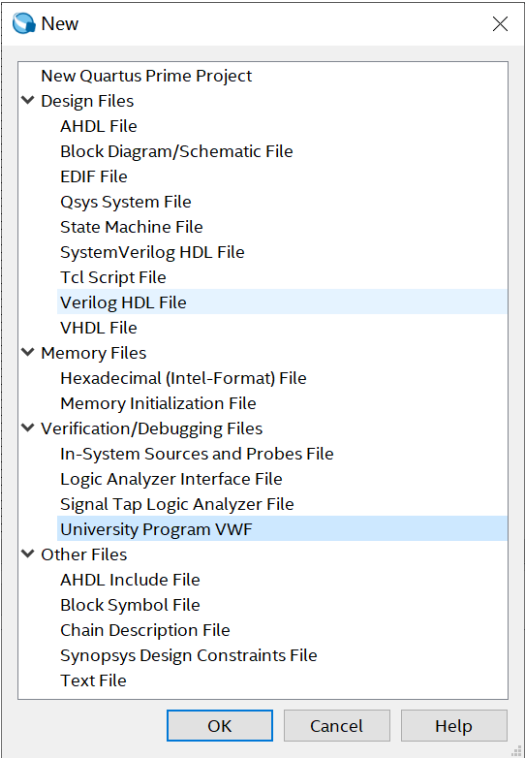 New
New Quartus Prime Project
Design Files
AHDL File
Block Diagram/Schematic File
EDIF File
Qsys System File
State Machine File
SystemVerilog HDL File
Tcl Script File
Verilog HDL File
VHDL File
Memory Files
Hexadecimal (Intel-Format) File
Memory Initialization File
Verification/Debugging Files
In-System Sources and Probes File
Logic Analyzer Interface File
Signal Tap Logic Analyzer File
University Program VWF
Other Files
AHDL Include File
Block Symbol File
Chain Description File
Synopsys Design Constraints File
Text File
OK Cancel Help